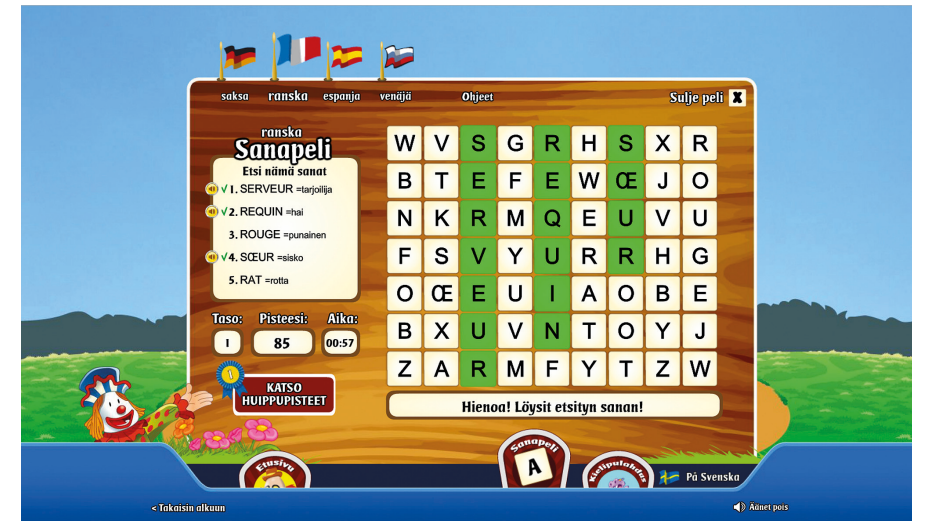 saksa ranska espanja venäjä Ohjeet Sulje peli X
ranska
Sanapeli
Etsi nämä sanat
√ 1. SERVEUR =tarjoilija
√ 2. REQUIN =hai
3. ROUGE =punainen
√ 4. SŒUR =sisko
5. RAT =rotta
Taso: Pisteesi: Aika:
1 85 00:57
1
KATSO
HUIPPUPISTEET
W V S G R H S X R
B T E F E W Œ J O
N K R M Q E U V U
F S V Y U R R H G
O Œ E U I A O B E
B X U V N T O Y J
Z A R M F Y T Z W
Hienoa! Löysit etsityn sanan!
Etusivu
Sanapeli
A
Kielipulahdus
På Svenska
< Takaisin alkuun
Äänet pois